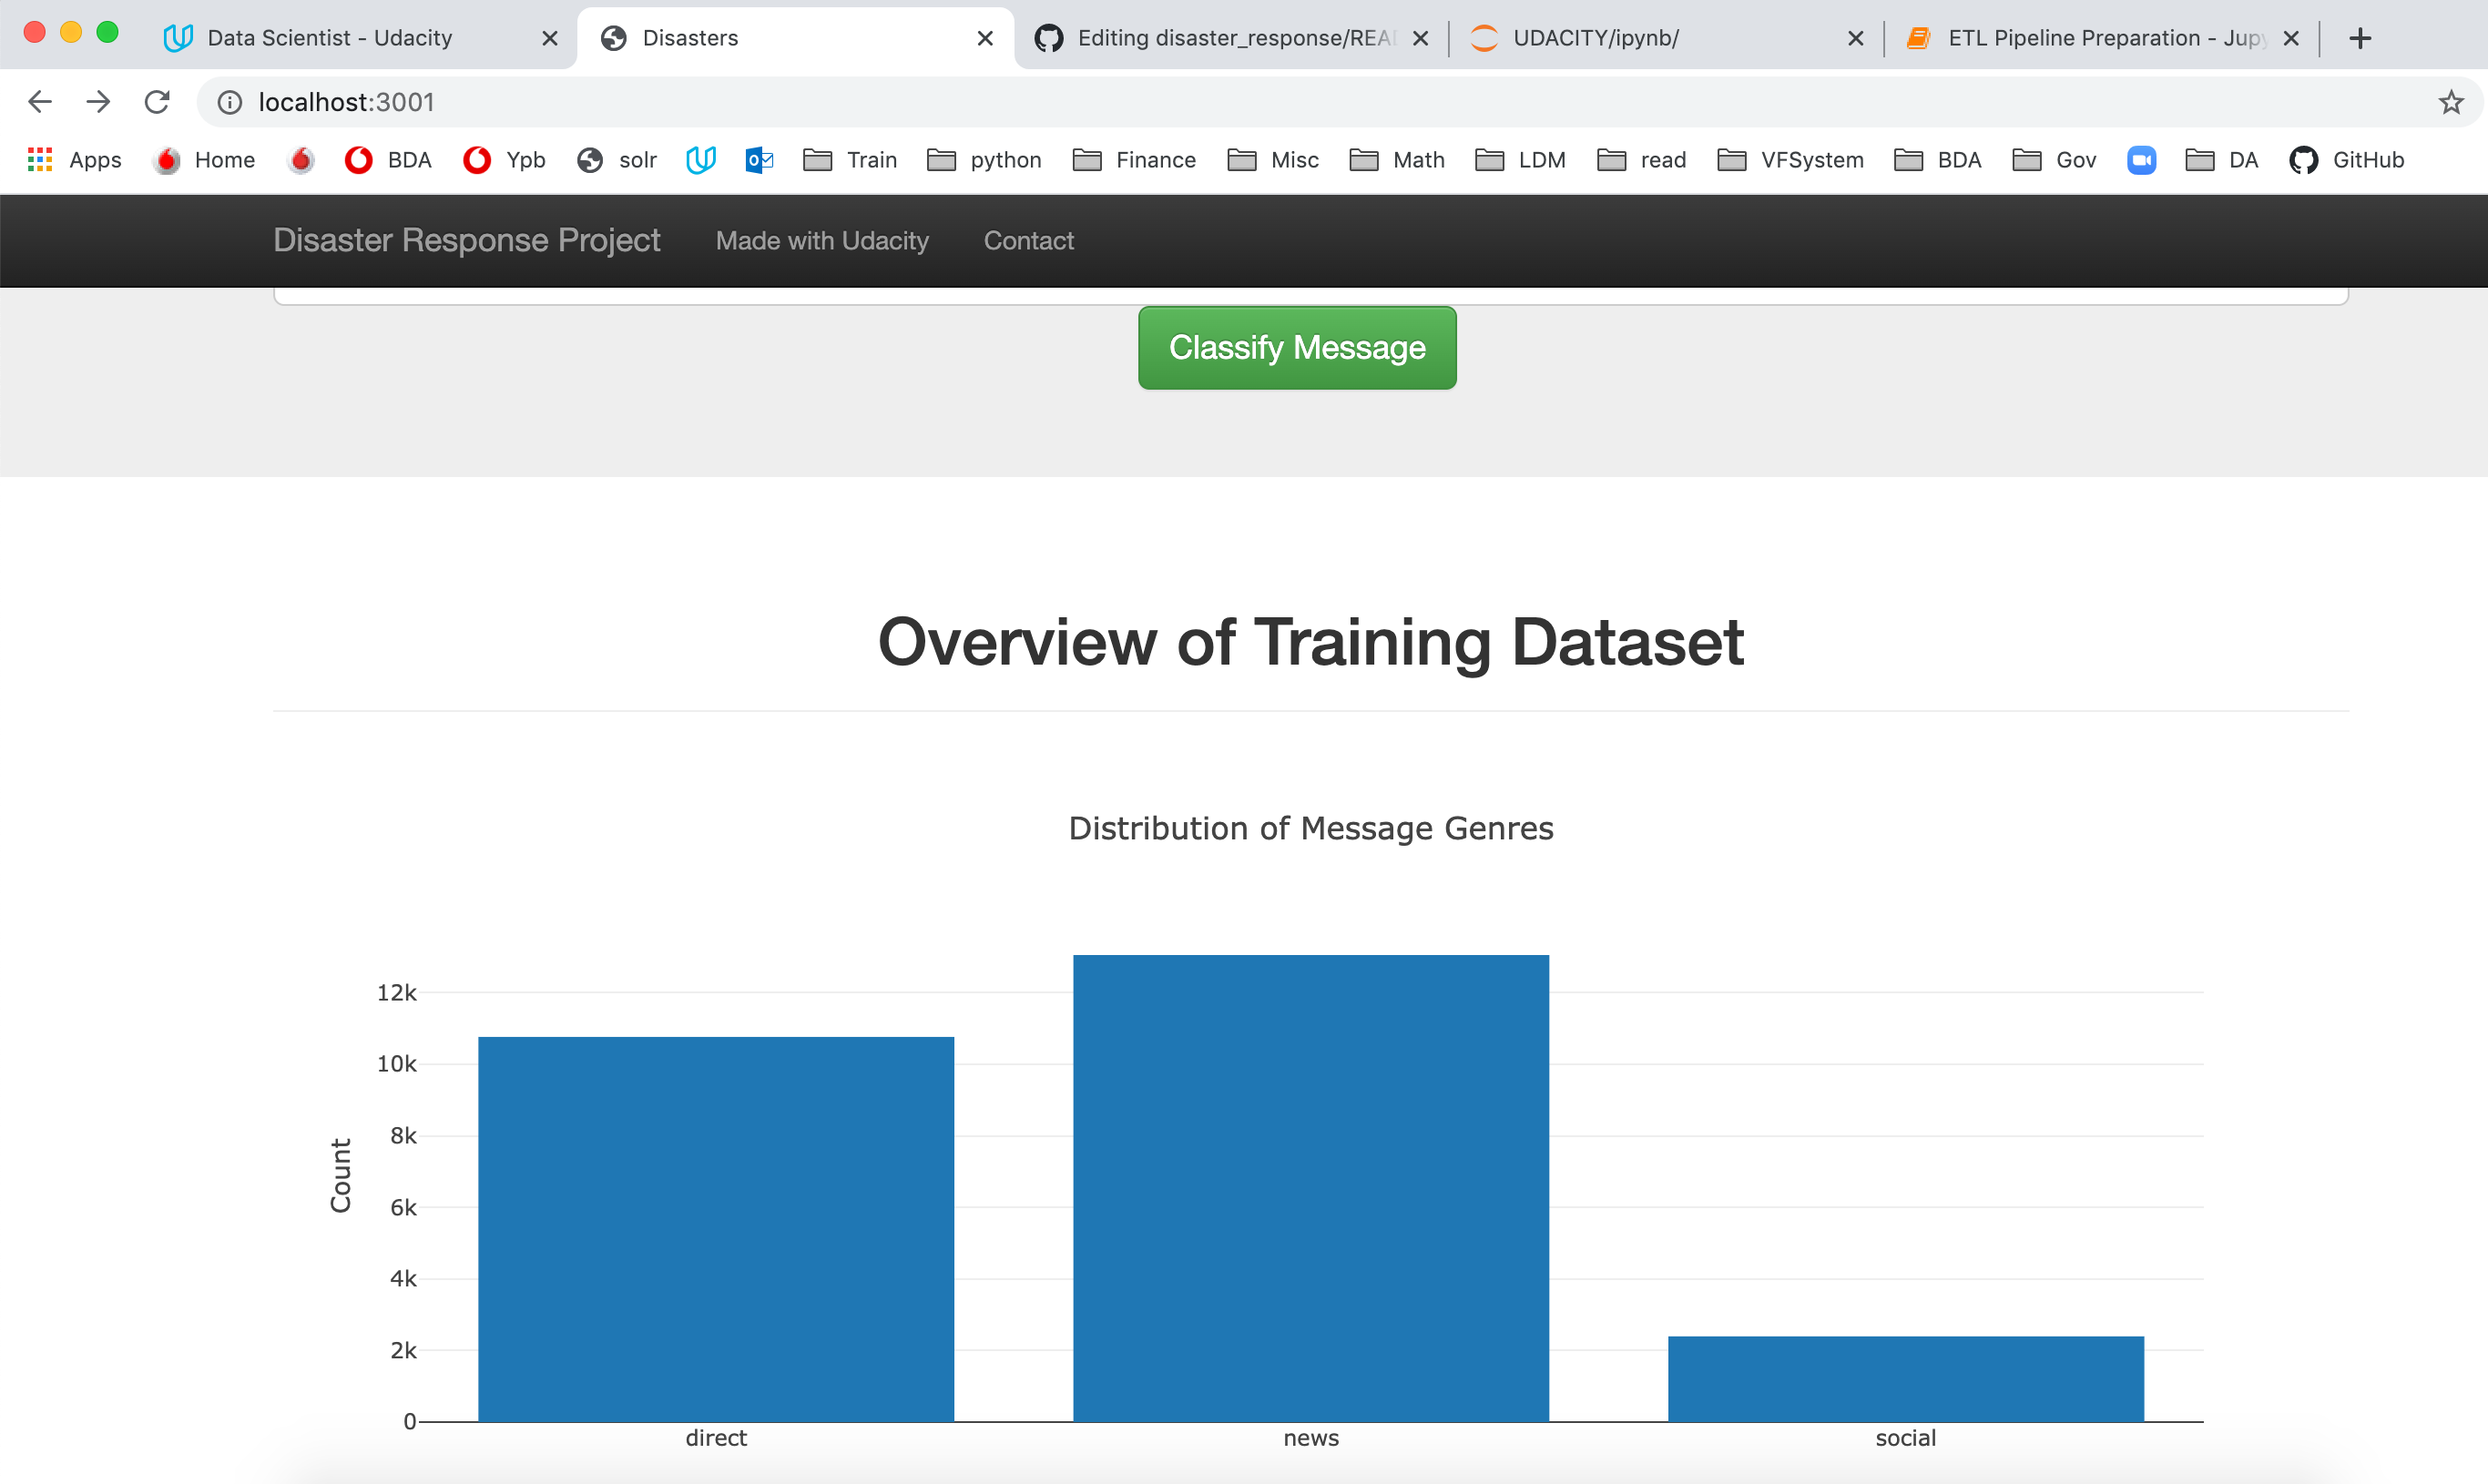 Data Scientist - Udacity
Disasters
Editing disaster_response/REA
UDACITY/ipynb/
ETL Pipeline Preparation - Jupy
localhost:3001
Apps Home BDA Ypb solr Train python Finance Misc Math LDM read VFSystem BDA Gov DA GitHub
Disaster Response Project Made with Udacity Contact
Classify Message
Overview of Training Dataset
Distribution of Message Genres
12k
10k
8k
6k
4k
2k
0
Count
direct news social